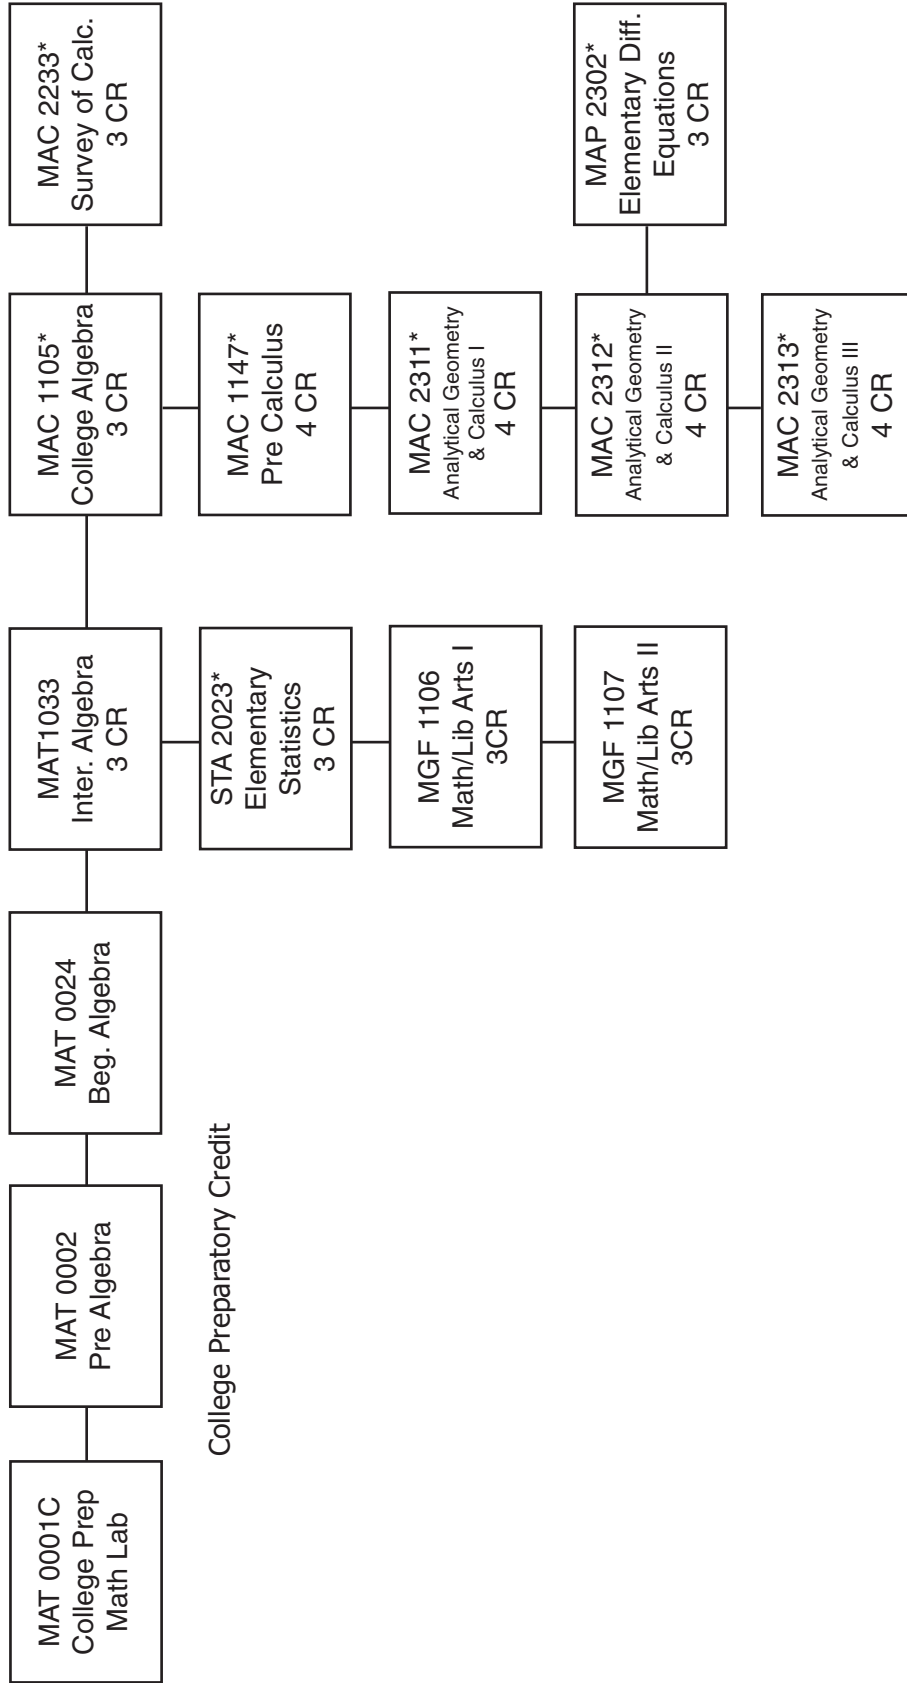 MAT 0001C
College Prep
Math Lab
MAT 0002
Pre Algebra
MAT 0024
Beg. Algebra
MAT1033
Inter. Algebra
3 CR
MAC 1105*
College Algebra
3 CR
MAC 2233*
Survey of Calc.
3 CR
College Preparatory Credit
STA 2023*
Elementary
Statistics
3 CR
MAC 1147*
Pre Calculus
4 CR
MGF 1106
Math/Lib Arts I
3CR
MAC 2311*
Analytical Geometry
& Calculus I
4 CR
MGF 1107
Math/Lib Arts II
3CR
MAC 2312*
Analytical Geometry
& Calculus II
4 CR
MAP 2302*
Elementary Diff.
Equations
3 CR
MAC 2313*
Analytical Geometry
& Calculus III
4 CR